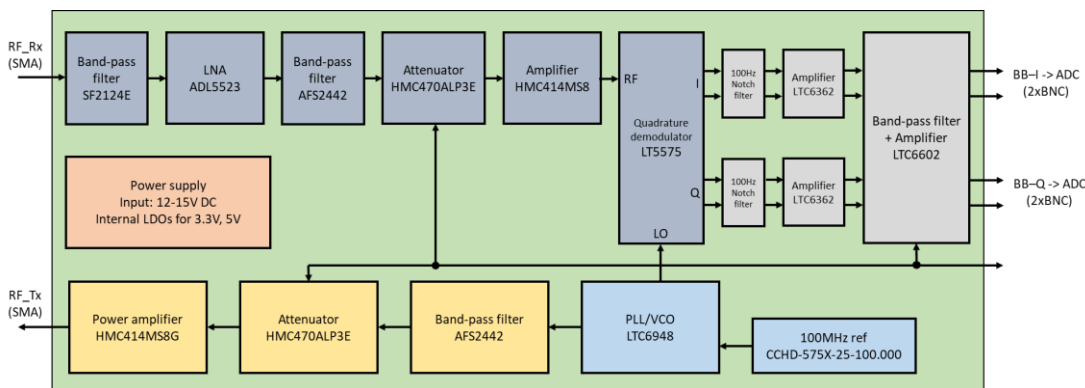 RF_Rx
(SMA)
Band-pass
filter
SF2124E
LNA
ADL5523
Band-pass
filter
AFS2442
Attenuator
HMC470ALP3E
Amplifier
HMC414MS8
RF
I
Quadrature
demodulator
LT5575
Q
LO
100Hz
Notch
filter
Amplifier
LTC6362
100Hz
Notch
filter
Amplifier
LTC6362
Band-pass filter
+ Amplifier
LTC6602
BB–I -> ADC
(2xBNC)
BB–Q -> ADC
(2xBNC)
Power supply
Input: 12-15V DC
Internal LDOs for 3.3V, 5V
RF_Tx
(SMA)
Power amplifier
HMC414MS8G
Attenuator
HMC470ALP3E
Band-pass filter
AFS2442
PLL/VCO
LTC6948
100MHz ref
CCHD-575X-25-100.000